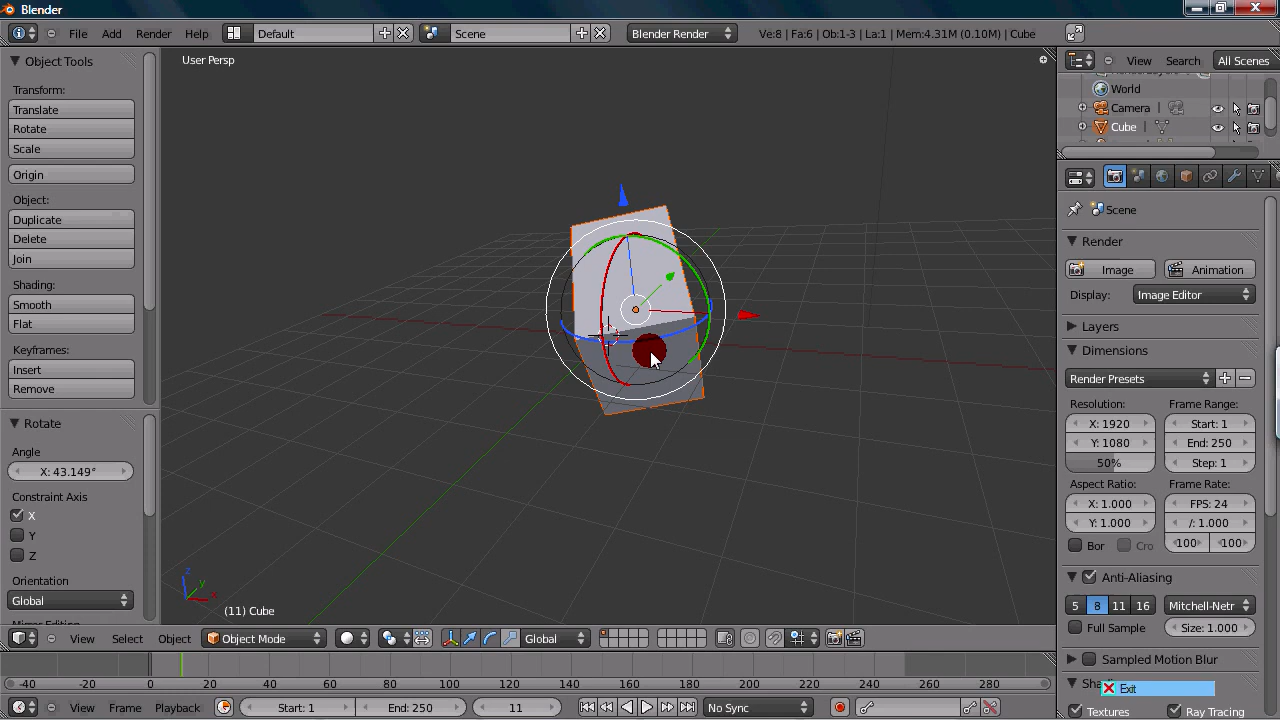 Blender
File Add Render Help Default Scene Blender Render Ve:8 | Fa:6 | Ob:1-3 | La:1 | Mem:4.31M (0.10M) | Cube
Object Tools
Transform:
Translate
Rotate
Scale
Origin
Object:
Duplicate
Delete
Join
Shading:
Smooth
Flat
Keyframes:
Insert
Remove
Rotate
Angle
X: 43.149°
Constraint Axis
X
Y
Z
Orientation
Global
User Persp
z
y
x
(11) Cube
View Select Object Object Mode Global
-40 -20 0 20 40 60 80 100 120 140 160 180 200 220 240 260 280
View Frame Playback Start: 1 End: 250 11 No Sync
View Search All Scenes
World
Camera
Cube
Scene
Render
Image Animation
Display: Image Editor
Layers
Dimensions
Render Presets
Resolution: Frame Range:
X: 1920 Start: 1
Y: 1080 End: 250
50% Step: 1
Aspect Ratio: Frame Rate:
X: 1.000 FPS: 24
Y: 1.000 /: 1.000
Bor Cro 100 100
Anti-Aliasing
5 8 11 16 Mitchell-Netr
Full Sample Size: 1.000
Sampled Motion Blur
Exit
Textures Ray Tracing